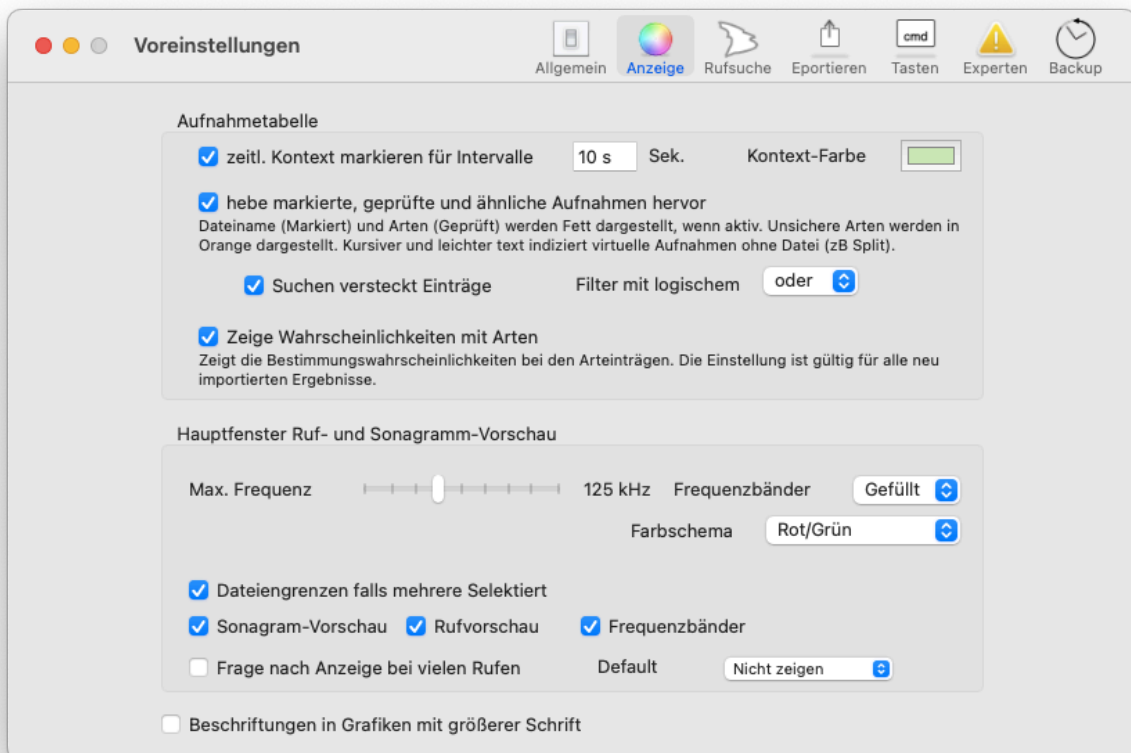 Voreinstellungen
cmd
Allgemein Anzeige Rufsuche Eportieren Tasten Experten Backup
Aufnahmetabelle
zeitl. Kontext markieren für Intervalle 10 s Sek. Kontext-Farbe
hebe markierte, geprüfte und ähnliche Aufnahmen hervor
Dateiname (Markiert) und Arten (Geprüft) werden Fett dargestellt, wenn aktiv. Unsichere Arten werden in
Orange dargestellt. Kursiver und leichter text indiziert virtuelle Aufnahmen ohne Datei (zB Split).
Suchen versteckt Einträge Filter mit logischem oder
Zeige Wahrscheinlichkeiten mit Arten
Zeigt die Bestimmungswahrscheinlichkeiten bei den Arteinträgen. Die Einstellung ist gültig für alle neu
importierten Ergebnisse.
Hauptfenster Ruf- und Sonagramm-Vorschau
Max. Frequenz 125 kHz Frequenzbänder Gefüllt
Farbschema Rot/Grün
Dateiengrenzen falls mehrere Selektiert
Sonagram-Vorschau Rufvorschau Frequenzbänder
Frage nach Anzeige bei vielen Rufen Default Nicht zeigen
Beschriftungen in Grafiken mit größerer Schrift